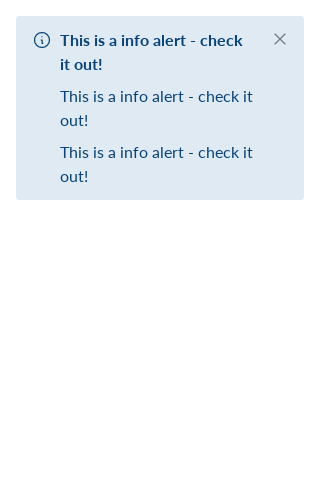 This is a info alert - check
it out!
This is a info alert - check it
out!
This is a info alert - check it
out!